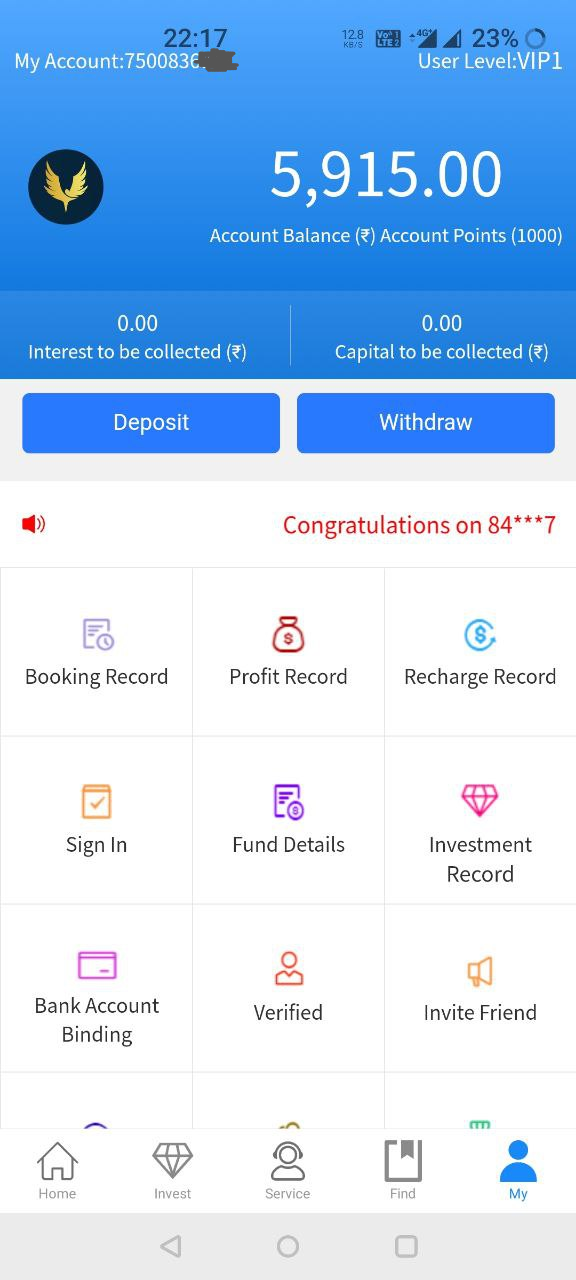 22:17
12.8 KB/S Vo 1 LTE 2 4G+ 23%
My Account:7500836
User Level:VIP1
5,915.00
Account Balance (₹) Account Points (1000)
0.00
Interest to be collected (₹)
0.00
Capital to be collected (₹)
Deposit
Withdraw
Congratulations on 84***7
Booking Record
Profit Record
Recharge Record
Sign In
Fund Details
Investment
Record
Bank Account
Binding
Verified
Invite Friend
Home
Invest
Service
Find
My